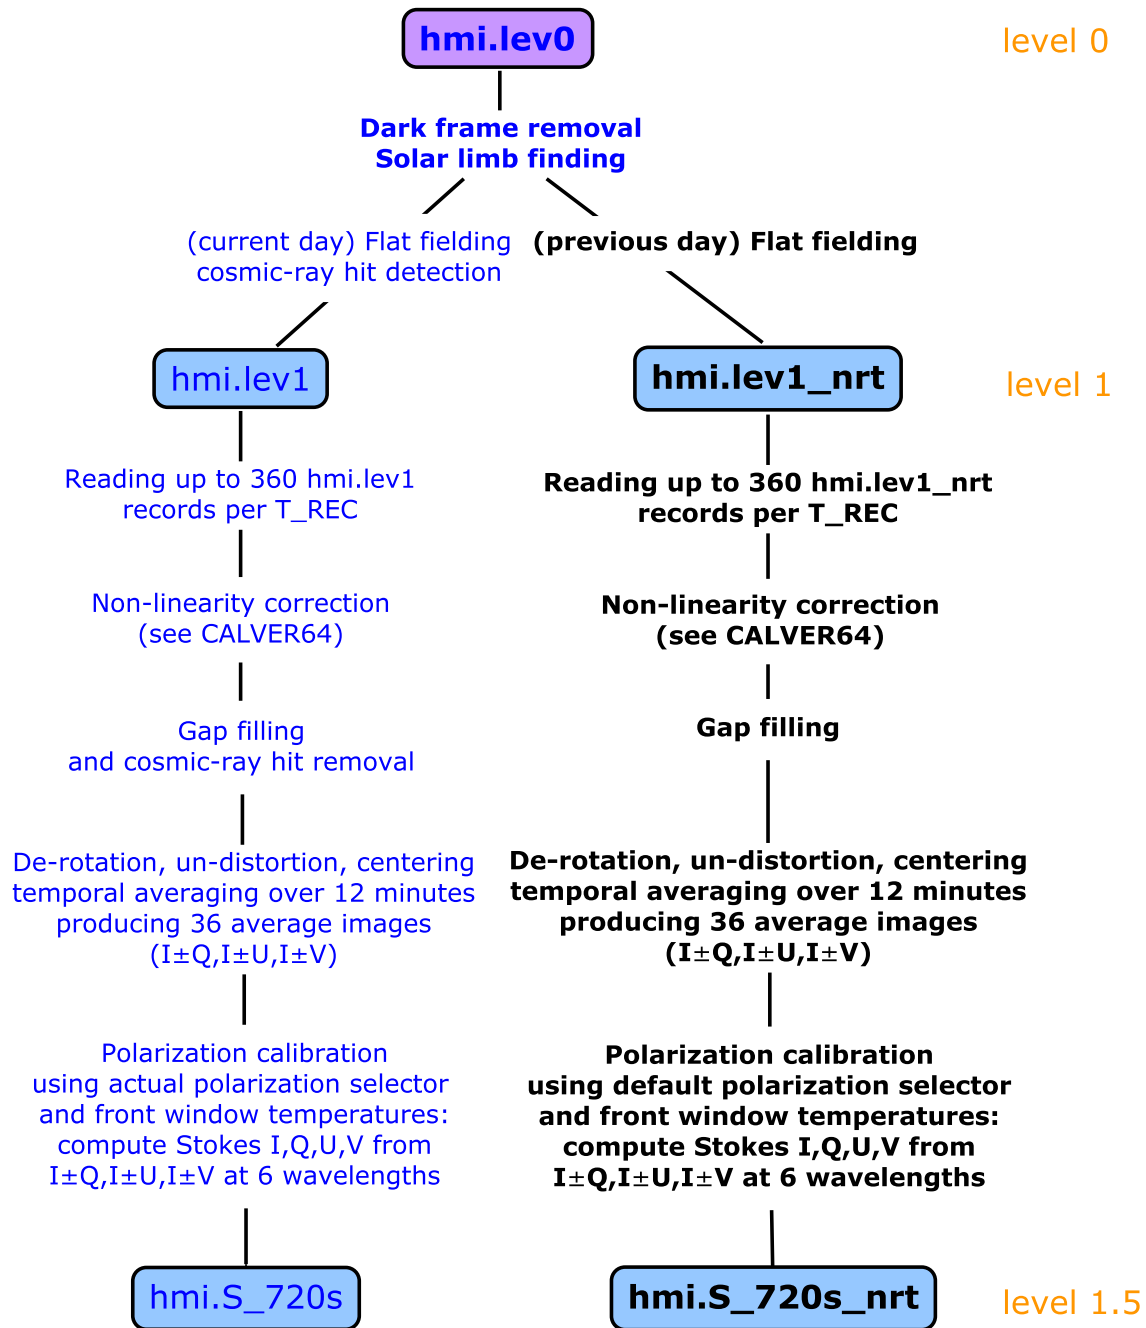 hmi.lev0
level 0
Dark frame removal
Solar limb finding
(current day) Flat fielding
cosmic-ray hit detection
(previous day) Flat fielding
hmi.lev1
hmi.lev1_nrt
level 1
Reading up to 360 hmi.lev1
records per T_REC
Reading up to 360 hmi.lev1_nrt
records per T_REC
Non-linearity correction
(see CALVER64)
Non-linearity correction
(see CALVER64)
Gap filling
and cosmic-ray hit removal
Gap filling
De-rotation, un-distortion, centering
temporal averaging over 12 minutes
producing 36 average images
(I±Q,I±U,I±V)
De-rotation, un-distortion, centering
temporal averaging over 12 minutes
producing 36 average images
(I±Q,I±U,I±V)
Polarization calibration
using actual polarization selector
and front window temperatures:
compute Stokes I,Q,U,V from
I±Q,I±U,I±V at 6 wavelengths
Polarization calibration
using default polarization selector
and front window temperatures:
compute Stokes I,Q,U,V from
I±Q,I±U,I±V at 6 wavelengths
hmi.S_720s
hmi.S_720s_nrt
level 1.5